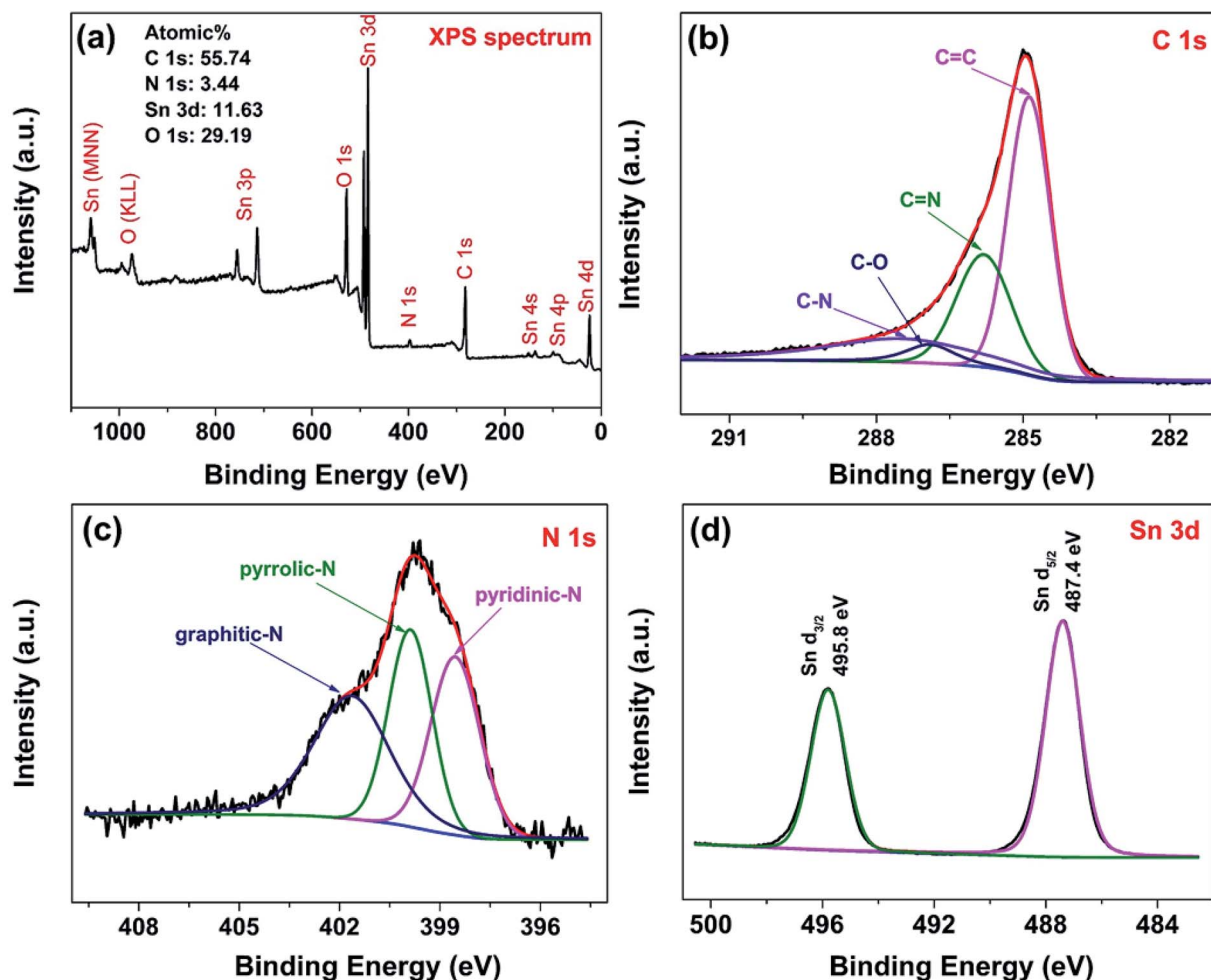 (a)
Atomic%
C 1s: 55.74
N 1s: 3.44
Sn 3d: 11.63
O 1s: 29.19
XPS spectrum
Sn (MNN)
O (KLL)
Sn 3p
O 1s
Sn 3d
N 1s
C 1s
Sn 4s
Sn 4p
Sn 4d
Intensity (a.u.)
1000 800 600 400 200 0
Binding Energy (eV)
(b)
C 1s
C=C
C=N
C-O
C-N
Intensity (a.u.)
291 288 285 282
Binding Energy (eV)
(c)
N 1s
pyrrolic-N
pyridinic-N
graphitic-N
Intensity (a.u.)
408 405 402 399 396
Binding Energy (eV)
(d)
Sn 3d
Sn d3/2
495.8 eV
Sn d5/2
487.4 eV
Intensity (a.u.)
500 496 492 488 484
Binding Energy (eV)